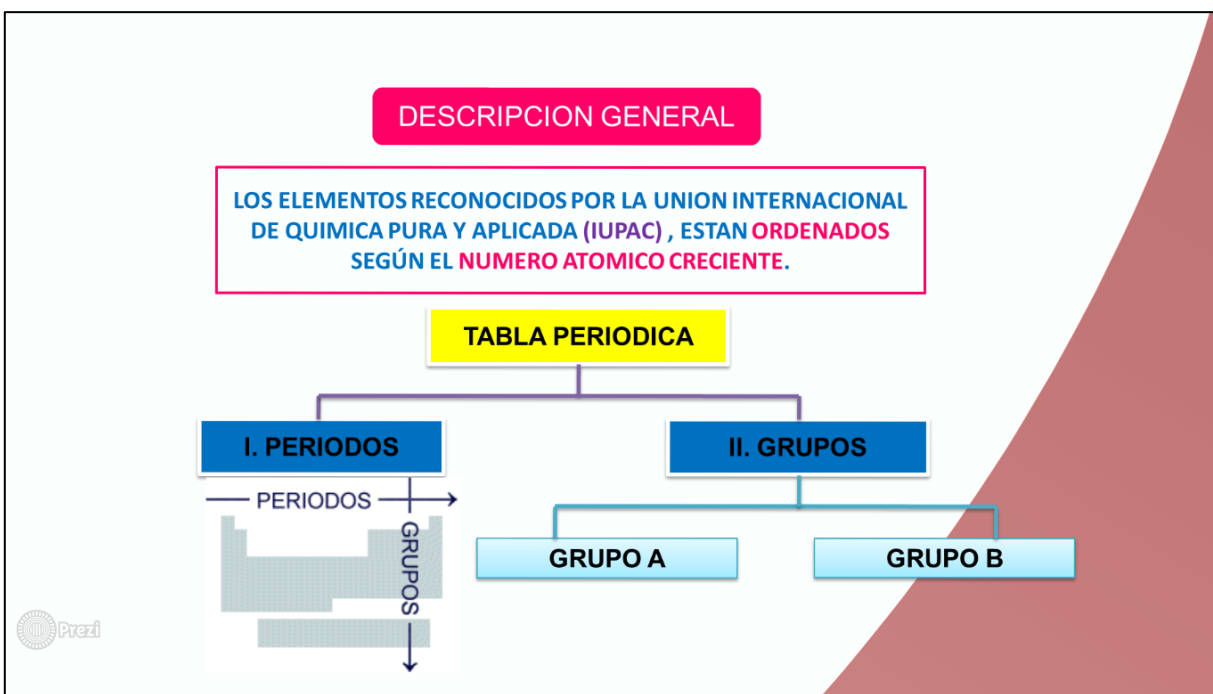 DESCRIPCION GENERAL
LOS ELEMENTOS RECONOCIDOS POR LA UNION INTERNACIONAL
DE QUIMICA PURA Y APLICADA (IUPAC) , ESTAN ORDENADOS
SEGÚN EL NUMERO ATOMICO CRECIENTE.
TABLA PERIODICA
I. PERIODOS
II. GRUPOS
PERIODOS
GRUPOS
GRUPO A
GRUPO B
Prezi